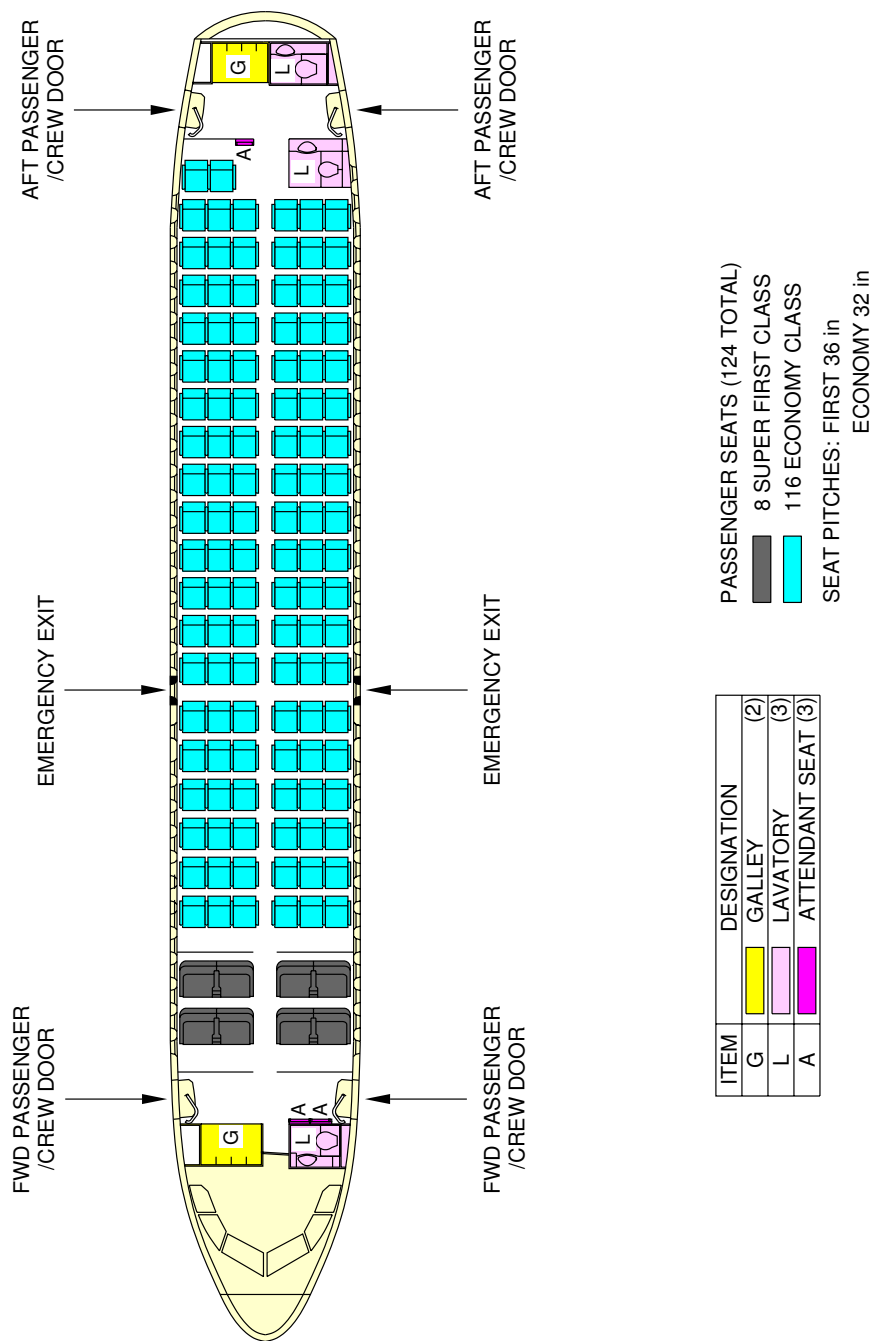 AFT PASSENGER
/CREW DOOR
EMERGENCY EXIT
FWD PASSENGER
/CREW DOOR
G
L
A
L
A
A
G
L
AFT PASSENGER
/CREW DOOR
EMERGENCY EXIT
FWD PASSENGER
/CREW DOOR
ITEM DESIGNATION
G GALLEY (2)
L LAVATORY (3)
A ATTENDANT SEAT (3)
PASSENGER SEATS (124 TOTAL)
8 SUPER FIRST CLASS
116 ECONOMY CLASS
SEAT PITCHES: FIRST 36 in
ECONOMY 32 in